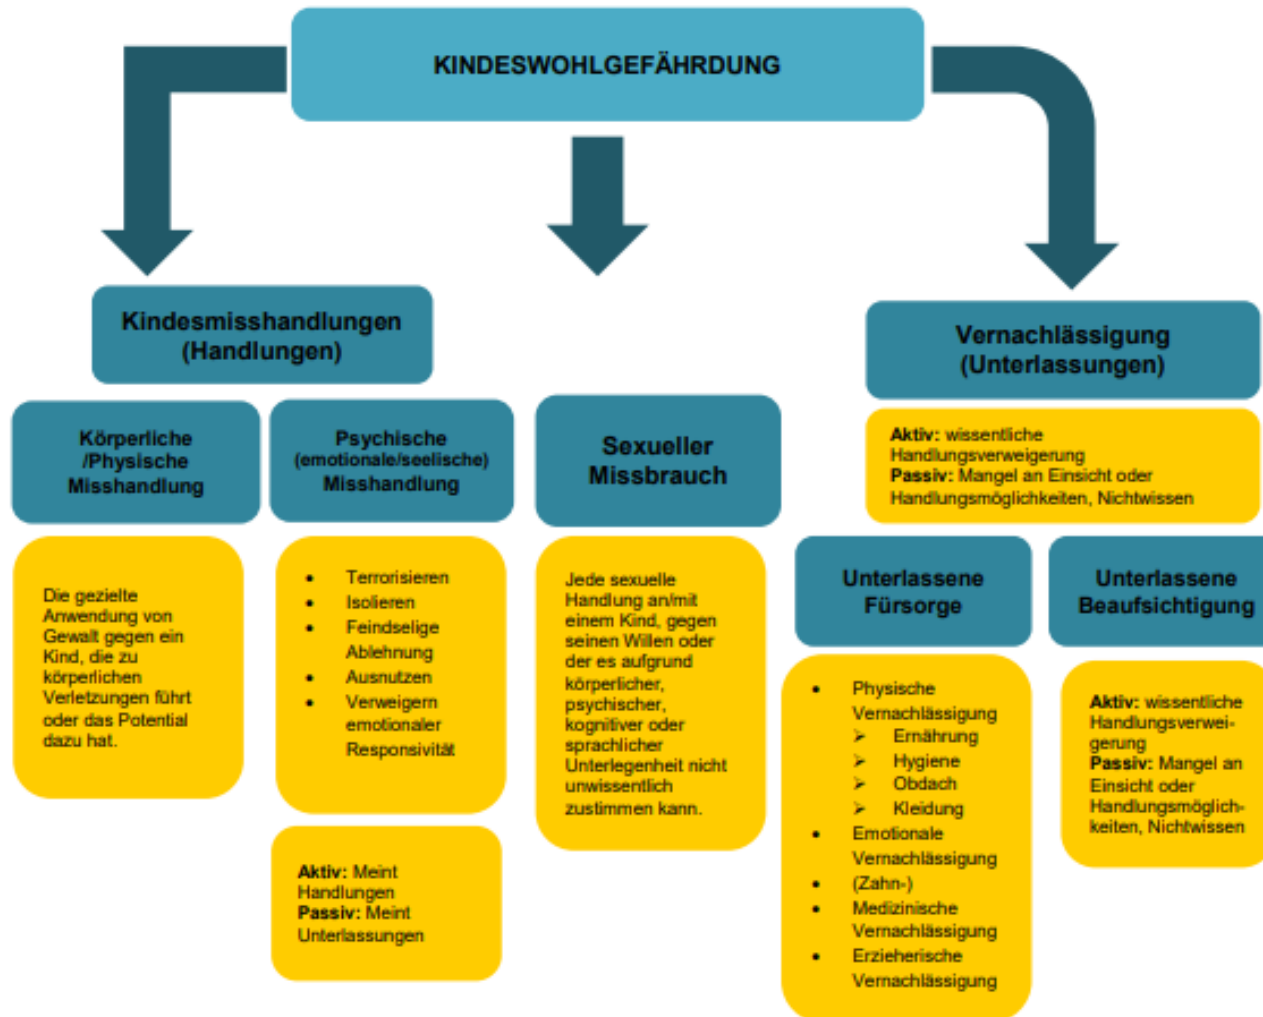 KINDESWOHLGEFÄHRDUNG
Kindesmisshandlungen
(Handlungen)
Körperliche
/Physische
Misshandlung
Die gezielte
Anwendung von
Gewalt gegen ein
Kind, die zu
körperlichen
Verletzungen führt
oder das Potential
dazu hat.
Psychische
(emotionale/seelische)
Misshandlung
• Terrorisieren
• Isolieren
• Feindselige
Ablehnung
• Ausnutzen
• Verweigern
emotionaler
Responsivität
Aktiv: Meint
Handlungen
Passiv: Meint
Unterlassungen
Sexueller
Missbrauch
Jede sexuelle
Handlung an/mit
einem Kind, gegen
seinen Willen oder
der es aufgrund
körperlicher,
psychischer,
kognitiver oder
sprachlicher
Unterlegenheit nicht
unwissentlich
zustimmen kann.
Vernachlässigung
(Unterlassungen)
Aktiv: wissentliche
Handlungsverweigerung
Passiv: Mangel an Einsicht oder
Handlungsmöglichkeiten, Nichtwissen
Unterlassene
Fürsorge
• Physische
Vernachlässigung
➢ Ernährung
➢ Hygiene
➢ Obdach
➢ Kleidung
• Emotionale
Vernachlässigung
• (Zahn-)
• Medizinische
Vernachlässigung
• Erzieherische
Vernachlässigung
Unterlassene
Beaufsichtigung
Aktiv: wissentliche
Handlungsverwei-
gerung
Passiv: Mangel an
Einsicht oder
Handlungsmöglich-
keiten, Nichtwissen